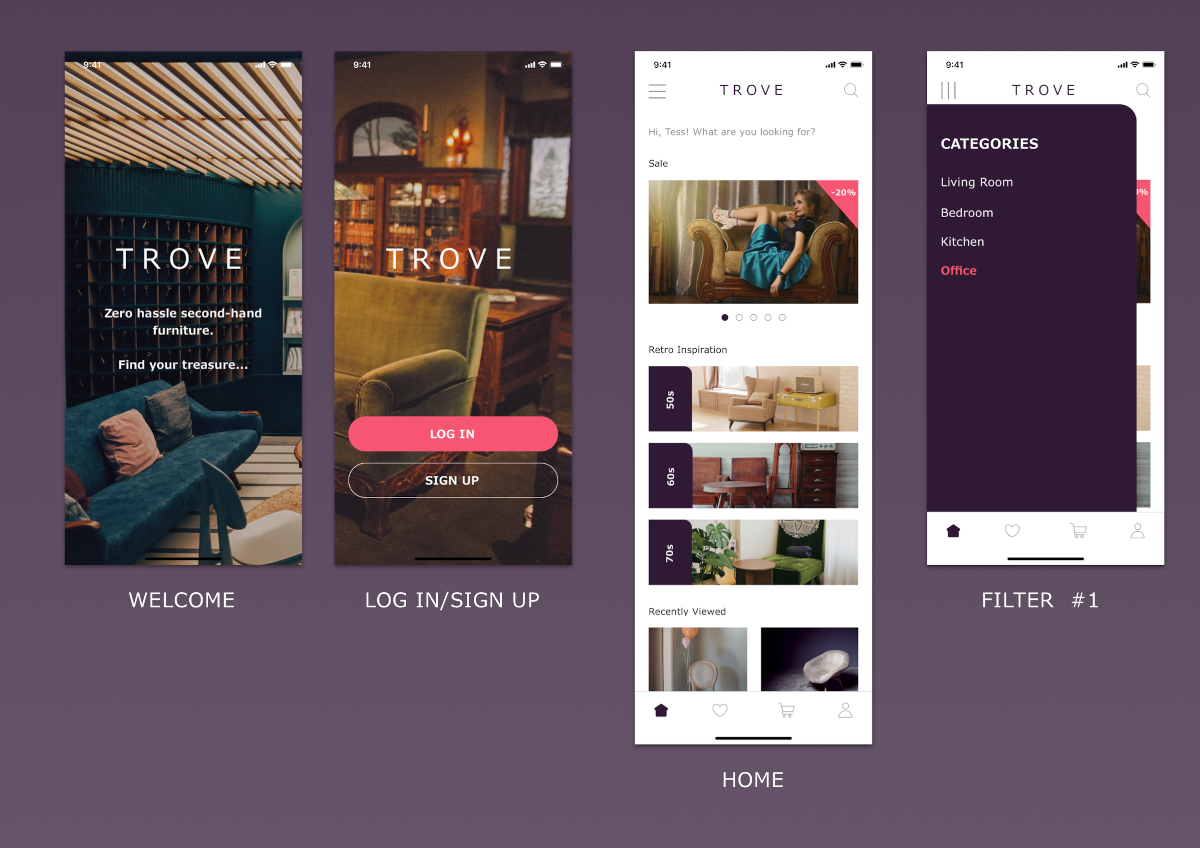 9:41
TROVE
Zero hassle second-hand
furniture.
Find your treasure...
WELCOME
9:41
TROVE
LOG IN
SIGN UP
LOG IN/SIGN UP
9:41
TROVE
Hi, Tess! What are you looking for?
Sale
-20%
Retro Inspiration
50s
60s
70s
Recently Viewed
HOME
9:41
TROVE
CATEGORIES
0%
Living Room
Bedroom
Kitchen
Office
FILTER #1